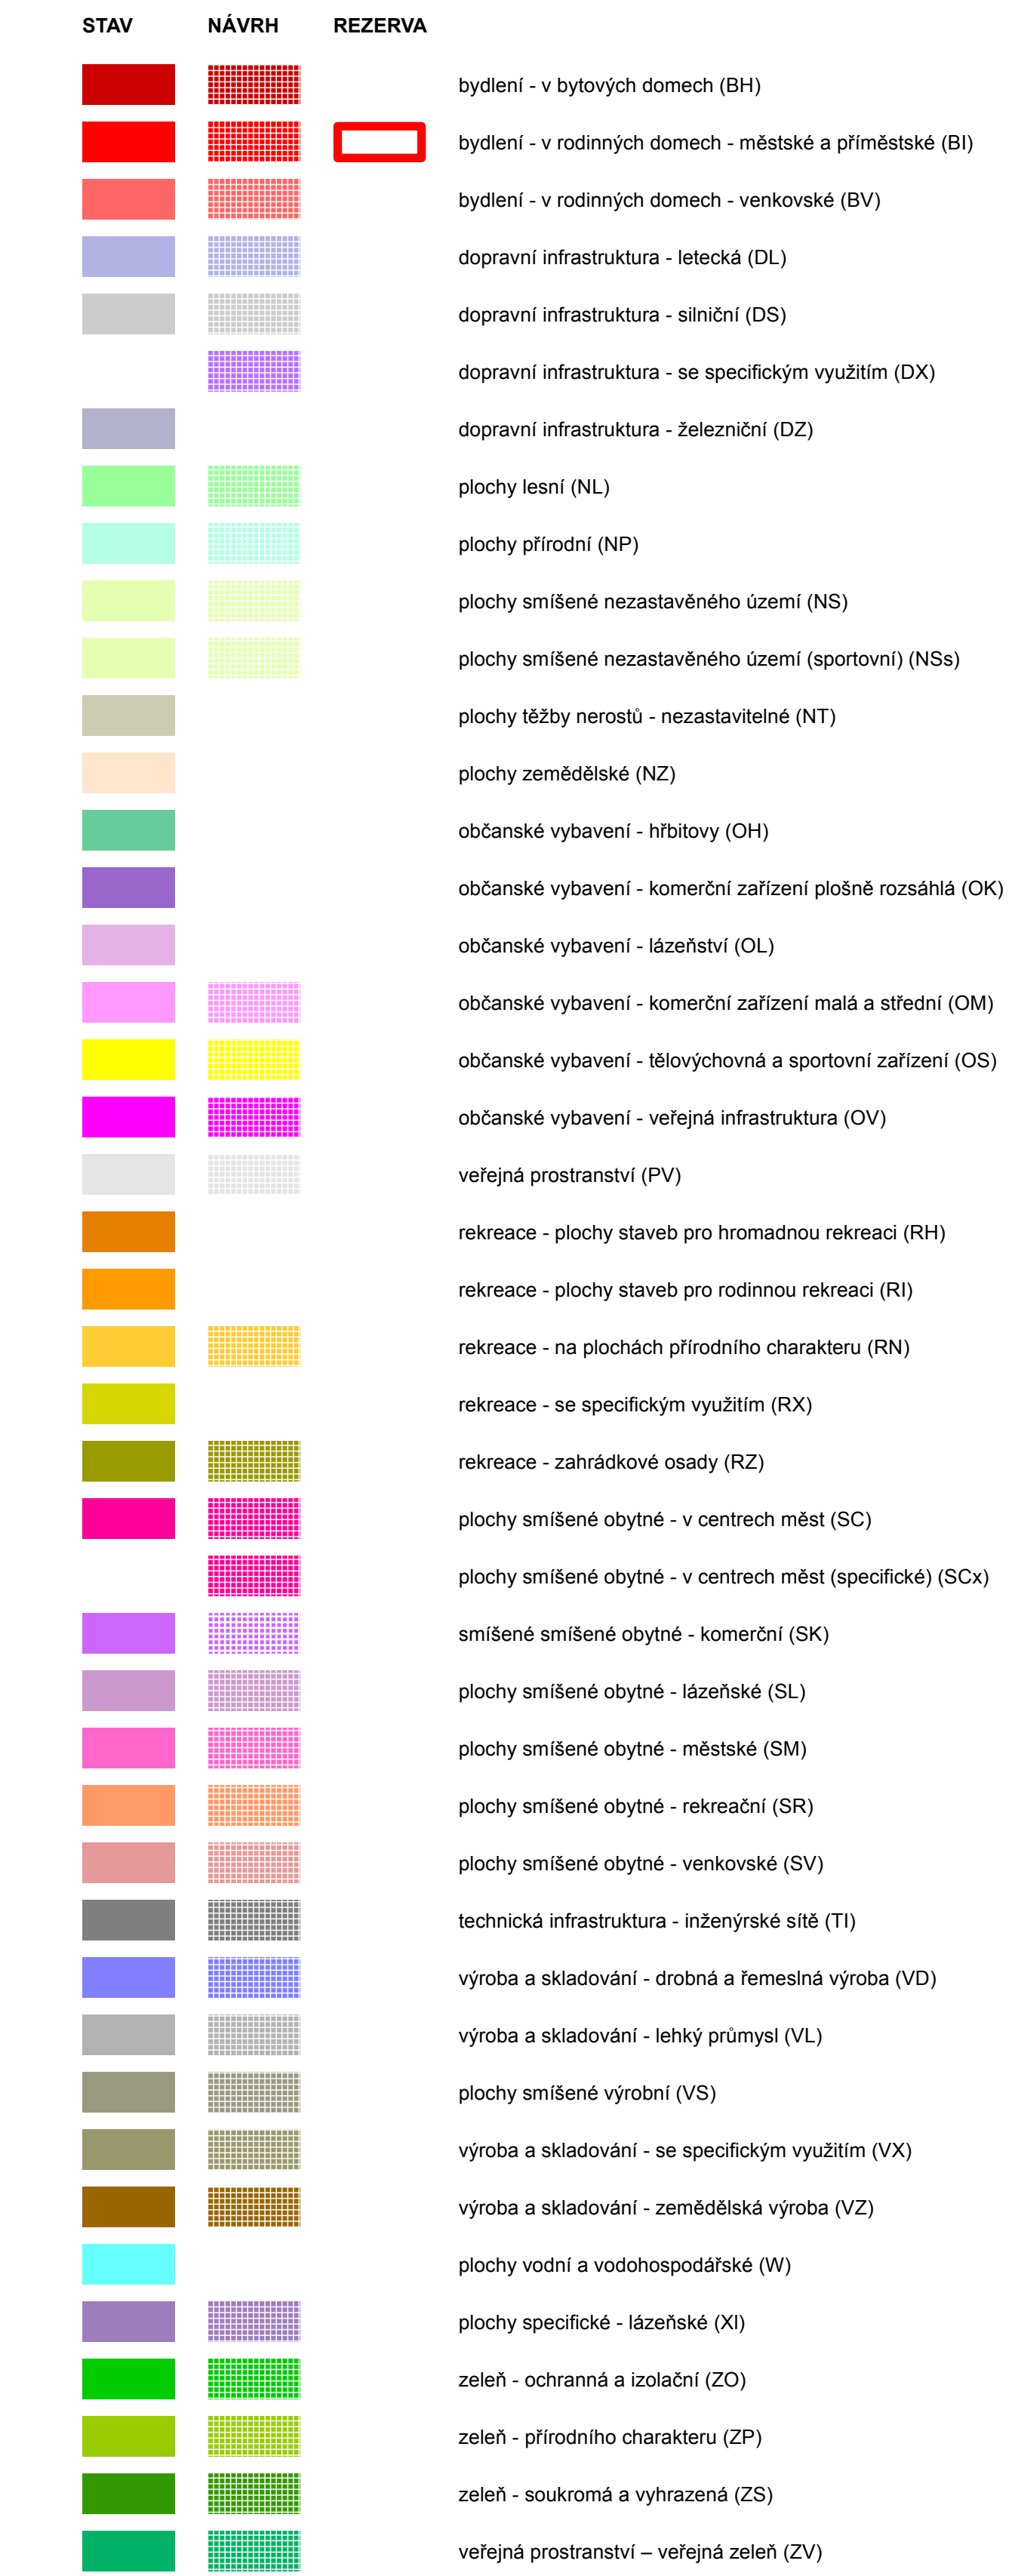 STAV NÁVRH REZERVA
bydlení - v bytových domech (BH)
bydlení - v rodinných domech - městské a příměstské (BI)
bydlení - v rodinných domech - venkovské (BV)
dopravní infrastruktura - letecká (DL)
dopravní infrastruktura - silniční (DS)
dopravní infrastruktura - se specifickým využitím (DX)
dopravní infrastruktura - železniční (DZ)
plochy lesní (NL)
plochy přírodní (NP)
plochy smíšené nezastavěného území (NS)
plochy smíšené nezastavěného území (sportovní) (NSs)
plochy těžby nerostů - nezastavitelné (NT)
plochy zemědělské (NZ)
občanské vybavení - hřbitovy (OH)
občanské vybavení - komerční zařízení plošně rozsáhlá (OK)
občanské vybavení - lázeňství (OL)
občanské vybavení - komerční zařízení malá a střední (OM)
občanské vybavení - tělovýchovná a sportovní zařízení (OS)
občanské vybavení - veřejná infrastruktura (OV)
veřejná prostranství (PV)
rekreace - plochy staveb pro hromadnou rekreaci (RH)
rekreace - plochy staveb pro rodinnou rekreaci (RI)
rekreace - na plochách přírodního charakteru (RN)
rekreace - se specifickým využitím (RX)
rekreace - zahrádkové osady (RZ)
plochy smíšené obytné - v centrech měst (SC)
plochy smíšené obytné - v centrech měst (specifické) (SCx)
smíšené smíšené obytné - komerční (SK)
plochy smíšené obytné - lázeňské (SL)
plochy smíšené obytné - městské (SM)
plochy smíšené obytné - rekreační (SR)
plochy smíšené obytné - venkovské (SV)
technická infrastruktura - inženýrské sítě (TI)
výroba a skladování - drobná a řemeslná výroba (VD)
výroba a skladování - lehký průmysl (VL)
plochy smíšené výrobní (VS)
výroba a skladování - se specifickým využitím (VX)
výroba a skladování - zemědělská výroba (VZ)
plochy vodní a vodohospodářské (W)
plochy specifické - lázeňské (Xl)
zeleň - ochranná a izolační (ZO)
zeleň - přírodního charakteru (ZP)
zeleň - soukromá a vyhrazená (ZS)
veřejná prostranství – veřejná zeleň (ZV)